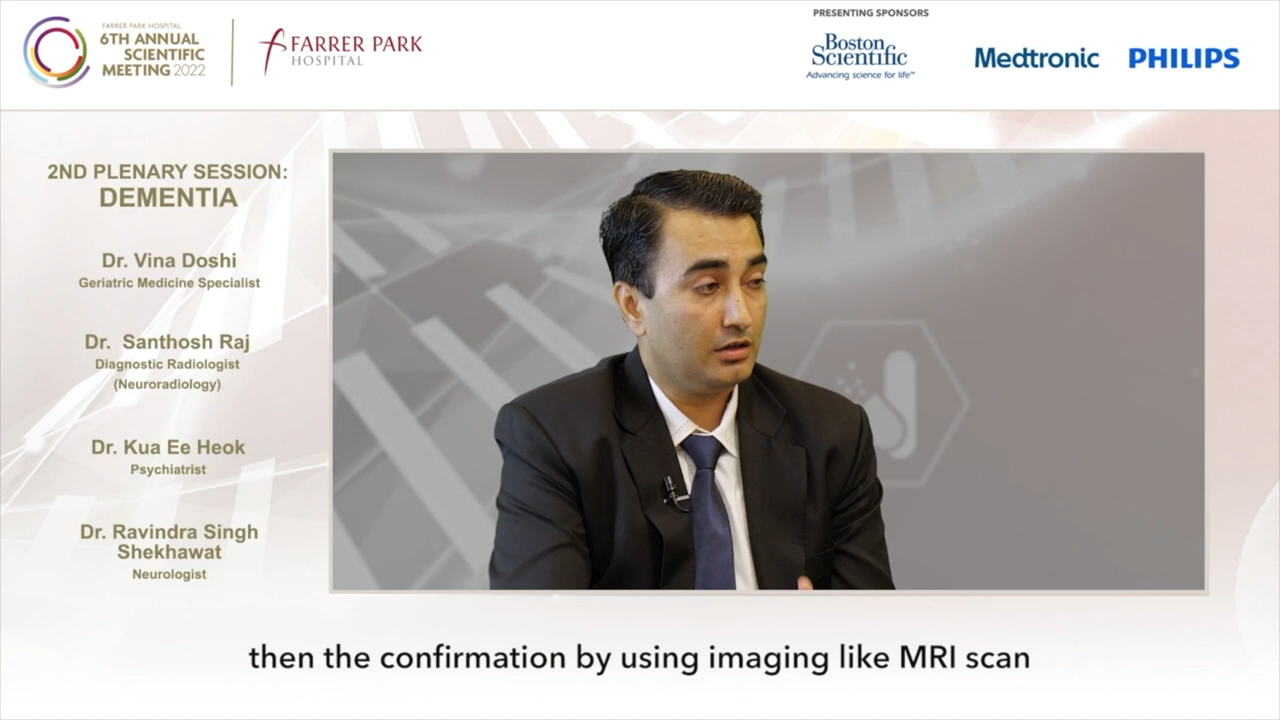 FARRER PARK HOSPITAL
6TH ANNUAL
SCIENTIFIC
MEETING 2022
FARRER PARK
HOSPITAL
PRESENTING SPONSORS
Boston
Scientific
Advancing science for life™
Medtronic
PHILIPS
2ND PLENARY SESSION:
DEMENTIA
Dr. Vina Doshi
Geriatric Medicine Specialist
Dr. Santhosh Raj
Diagnostic Radiologist
(Neuroradiology)
Dr. Kua Ee Heok
Psychiatrist
Dr. Ravindra Singh
Shekhawat
Neurologist
then the confirmation by using imaging like MRI scan